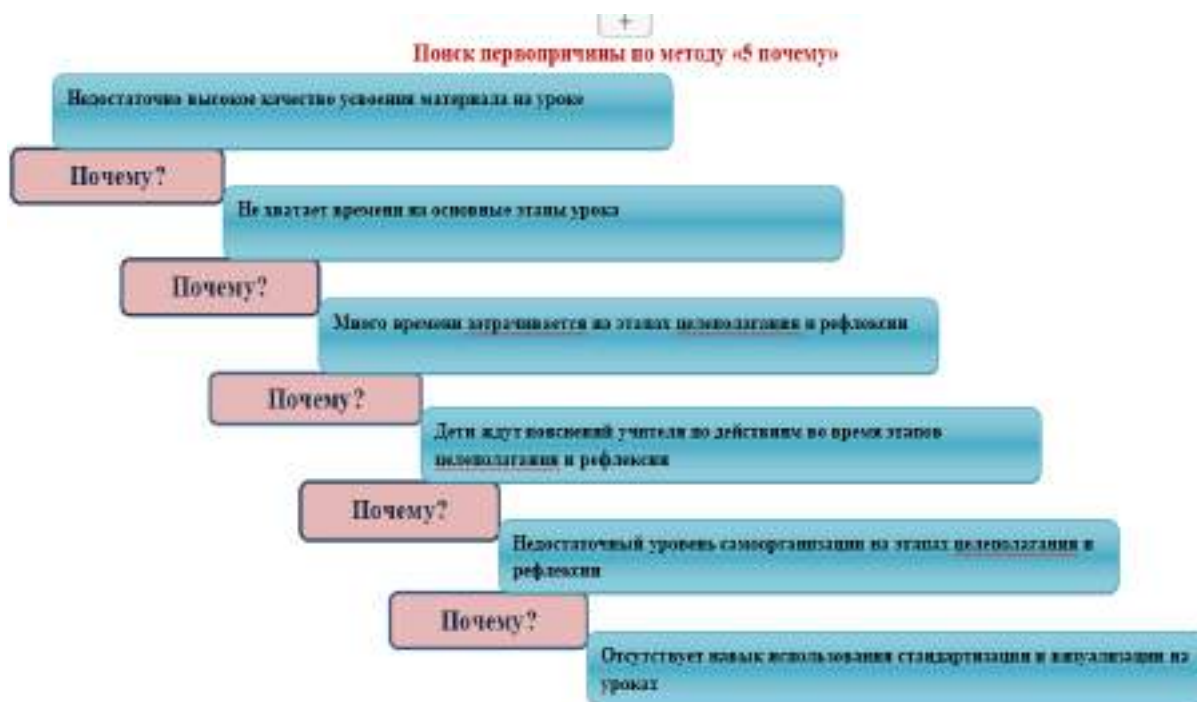 +
Поиск первопричины по методу «5 почему»
Недостаточно высокое качество усвоения материала на уроке
Почему?
Не хватает времени на основные этапы урока
Почему?
Много времени затрачивается на этапах целеполагания и рефлексии
Почему?
Дети ждут пояснений учителя по действиям во время этапов
целеполагания и рефлексии
Почему?
Недостаточный уровень самоорганизации на этапах целеполагания и
рефлексии
Почему?
Отсутствует навык использования стандартизации и визуализации на
уроках